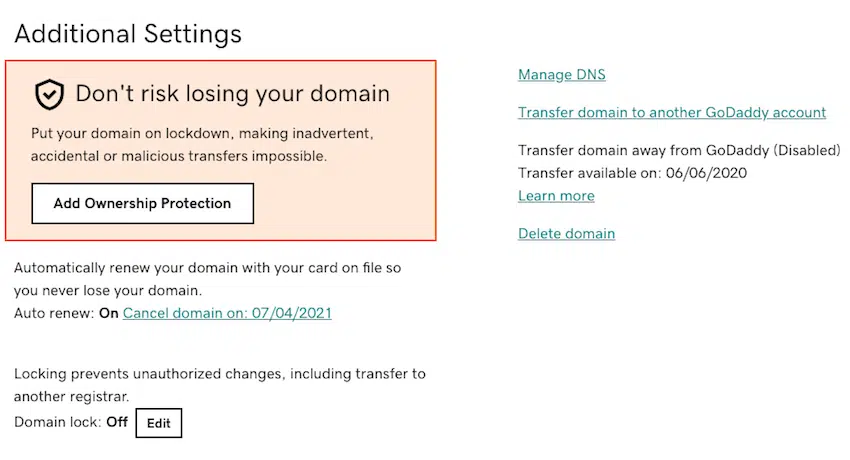 Additional Settings
Don't risk losing your domain
Put your domain on lockdown, making inadvertent,
accidental or malicious transfers impossible.
Add Ownership Protection
Automatically renew your domain with your card on file so
you never lose your domain.
Auto renew: On Cancel domain on: 07/04/2021
Locking prevents unauthorized changes, including transfer to
another registrar.
Domain lock: Off Edit
Manage DNS
Transfer domain to another GoDaddy account
Transfer domain away from GoDaddy (Disabled)
Transfer available on: 06/06/2020
Learn more
Delete domain